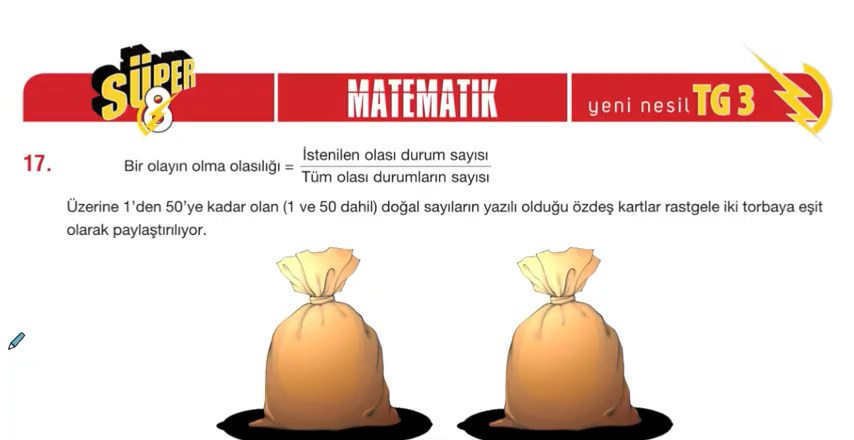 SÜPER
8
MATEMATİK
yeni nesil TG 3
17.
Bir olayın olma olasılığı = İstenilen olası durum sayısı
Tüm olası durumların sayısı
Üzerine 1'den 50'ye kadar olan (1 ve 50 dahil) doğal sayıların yazılı olduğu özdeş kartlar rastgele iki torbaya eşit
olarak paylaştırılıyor.